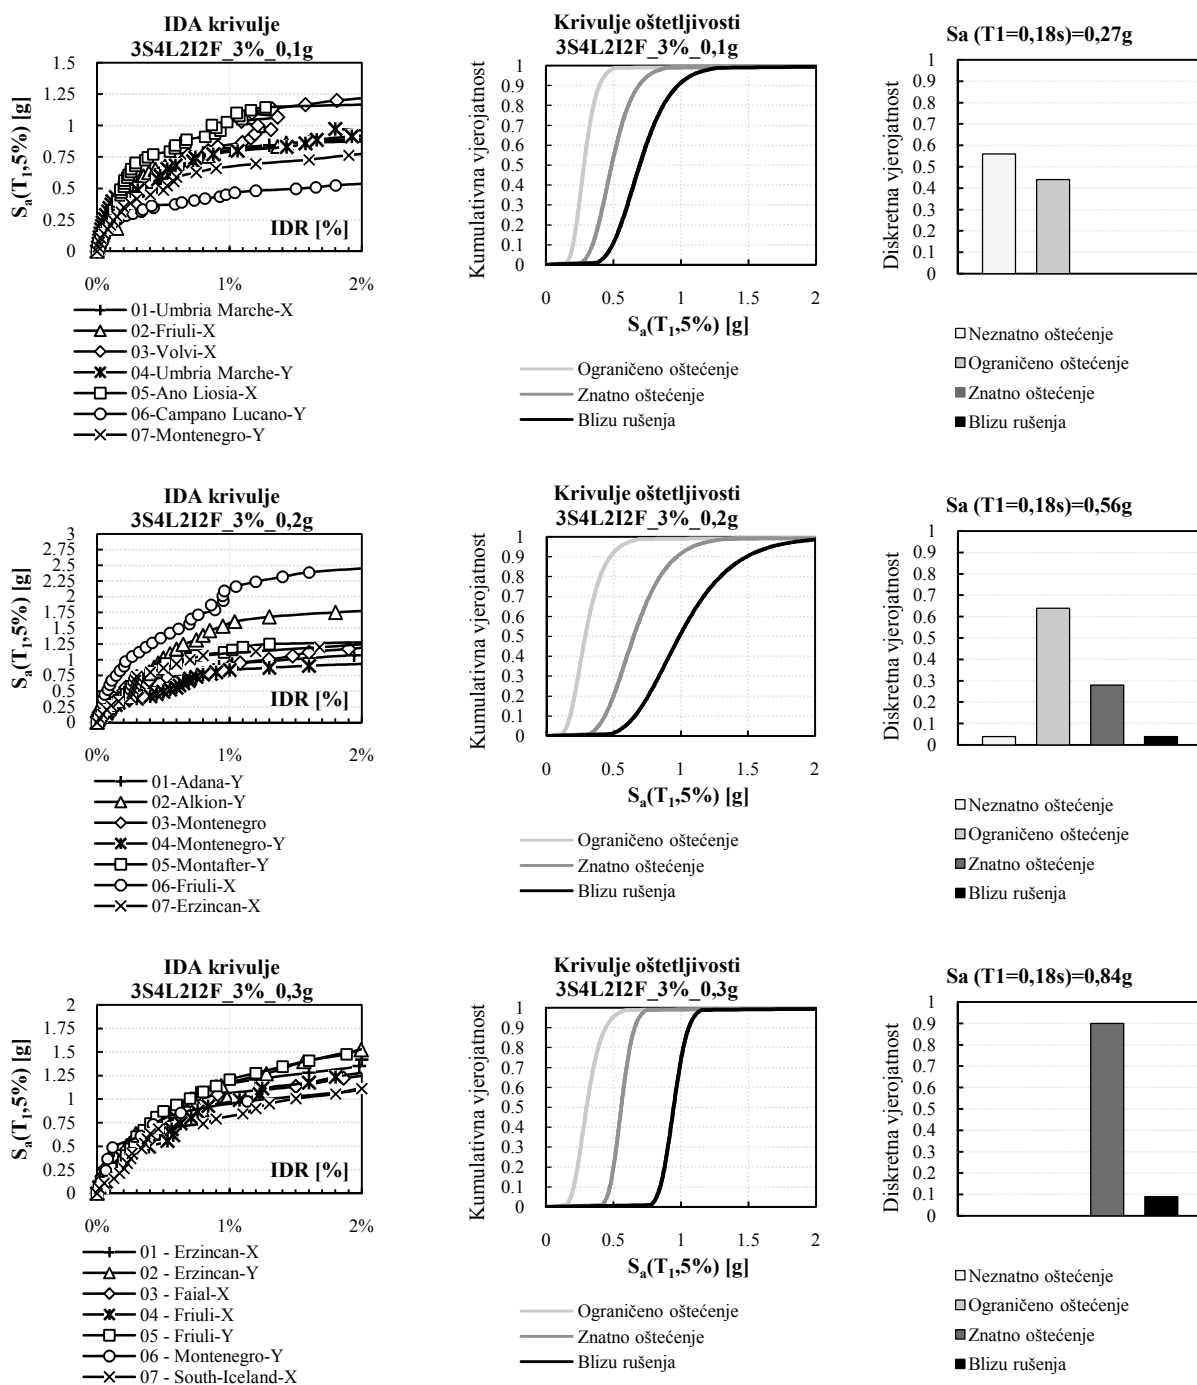 IDA krivulje
3S4L2I2F_3%_0,1g
1.5
1.25
1
0.75
0.5
0.25
0
Sa(T1,5%) [g]
IDR [%]
0% 1% 2%
01-Umbria Marche-X
02-Friuli-X
03-Volvi-X
04-Umbria Marche-Y
05-Ano Liosia-X
06-Campano Lucano-Y
07-Montenegro-Y
Krivulje oštetljivosti
3S4L2I2F_3%_0,1g
Kumulativna vjerojatnost
1
0.9
0.8
0.7
0.6
0.5
0.4
0.3
0.2
0.1
0
0 0.5 1 1.5 2
Sa(T1,5%) [g]
Ograničeno oštećenje
Znatno oštećenje
Blizu rušenja
Sa (T1=0,18s)=0,27g
Diskretna vjerojatnost
1
0.9
0.8
0.7
0.6
0.5
0.4
0.3
0.2
0.1
0
Neznatno oštećenje
Ograničeno oštećenje
Znatno oštećenje
Blizu rušenja
IDA krivulje
3S4L2I2F_3%_0,2g
3
2.75
2.5
2.25
2
1.75
1.5
1.25
1
0.75
0.5
0.25
0
Sa(T1,5%) [g]
IDR [%]
0% 1% 2%
01-Adana-Y
02-Alkion-Y
03-Montenegro
04-Montenegro-Y
05-Montafter-Y
06-Friuli-X
07-Erzincan-X
Krivulje oštetljivosti
3S4L2I2F_3%_0,2g
Kumulativna vjerojatnost
1
0.9
0.8
0.7
0.6
0.5
0.4
0.3
0.2
0.1
0
0 0.5 1 1.5 2
Sa(T1,5%) [g]
Ograničeno oštećenje
Znatno oštećenje
Blizu rušenja
Sa (T1=0,18s)=0,56g
Diskretna vjerojatnost
1
0.9
0.8
0.7
0.6
0.5
0.4
0.3
0.2
0.1
0
Neznatno oštećenje
Ograničeno oštećenje
Znatno oštećenje
Blizu rušenja
IDA krivulje
3S4L2I2F_3%_0,3g
2
1.75
1.5
1.25
1
0.75
0.5
0.25
0
Sa(T1,5%) [g]
IDR [%]
0% 1% 2%
01 - Erzincan-X
02 - Erzincan-Y
03 - Faial-X
04 - Friuli-X
05 - Friuli-Y
06 - Montenegro-Y
07 - South-Iceland-X
Krivulje oštetljivosti
3S4L2I2F_3%_0,3g
Kumulativna vjerojatnost
1
0.9
0.8
0.7
0.6
0.5
0.4
0.3
0.2
0.1
0
0 0.5 1 1.5 2
Sa(T1,5%) [g]
Ograničeno oštećenje
Znatno oštećenje
Blizu rušenja
Sa (T1=0,18s)=0,84g
Diskretna vjerojatnost
1
0.9
0.8
0.7
0.6
0.5
0.4
0.3
0.2
0.1
0
Neznatno oštećenje
Ograničeno oštećenje
Znatno oštećenje
Blizu rušenja